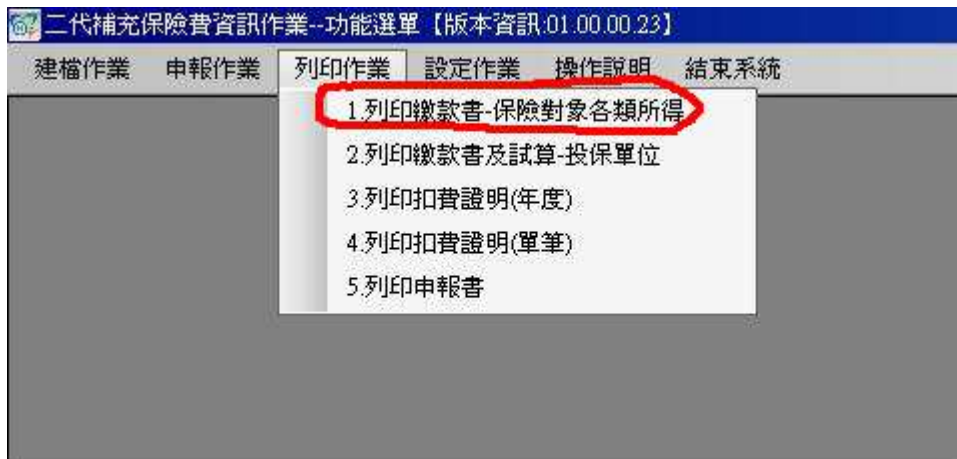 二代補充保險費資訊作業--功能選單【版本資訊:01.00.00.23】
建檔作業 申報作業 列印作業 設定作業 操作說明 結束系統
1.列印繳款書-保險對象各類所得
2.列印繳款書及試算-投保單位
3.列印扣費證明(年度)
4.列印扣費證明(單筆)
5.列印申報書